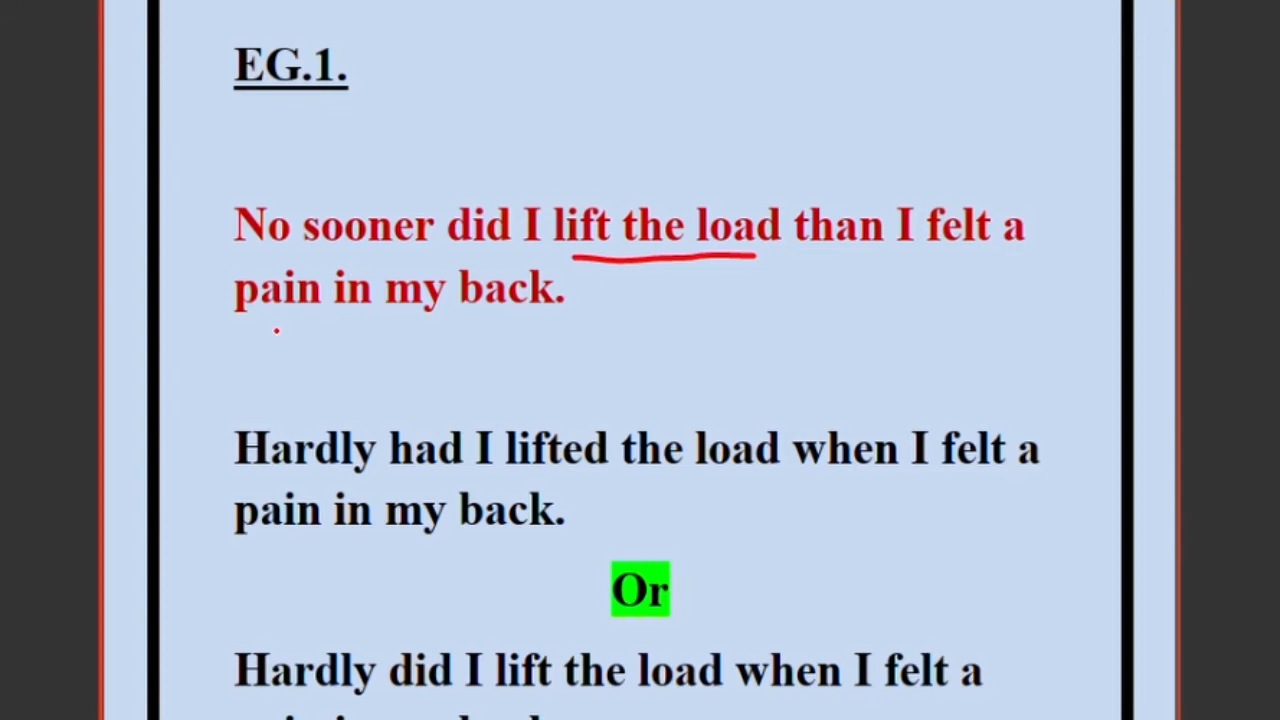 EG.1.
No sooner did I lift the load than I felt a
pain in my back.
Hardly had I lifted the load when I felt a
pain in my back.
Or
Hardly did I lift the load when I felt a